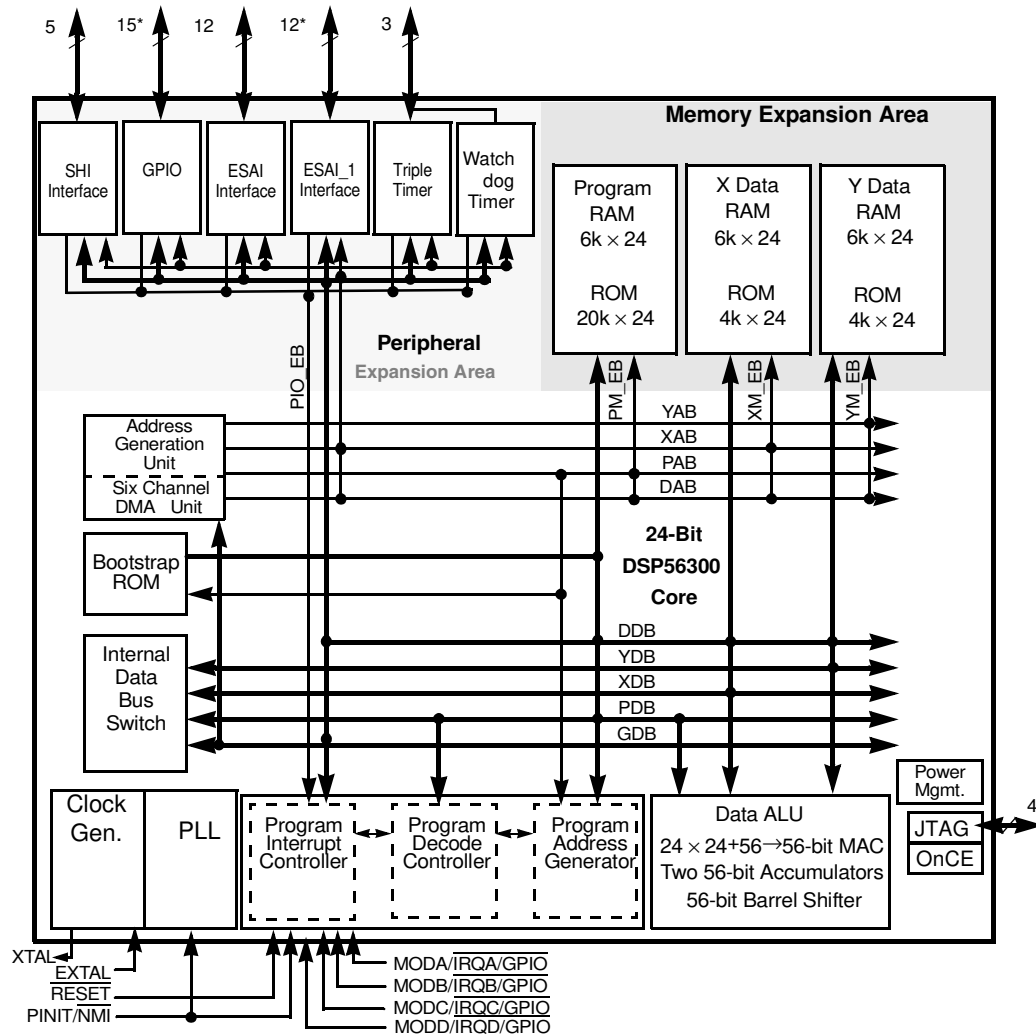 5 15* 12 12* 3
Memory Expansion Area
SHI
Interface
GPIO
ESAI
Interface
ESAI_1
Interface
Triple
Timer
Watch
dog
Timer
Program
RAM
6k × 24
ROM
20k × 24
X Data
RAM
6k × 24
ROM
4k × 24
Y Data
RAM
6k × 24
ROM
4k × 24
Peripheral
Expansion Area
PIO_EB
PM_EB
XM_EB
YM_EB
Address
Generation
Unit
Six Channel
DMA Unit
YAB
XAB
PAB
DAB
Bootstrap
ROM
24-Bit
DSP56300
Core
Internal
Data
Bus
Switch
DDB
YDB
XDB
PDB
GDB
Clock
Gen.
PLL
Program
Interrupt
Controller
Program
Decode
Controller
Program
Address
Generator
Data ALU
24 × 24+56→56-bit MAC
Two 56-bit Accumulators
56-bit Barrel Shifter
Power
Mgmt.
JTAG
OnCE
4
XTAL
EXTAL
RESET
PINIT/NMI
MODA/IRQA/GPIO
MODB/IRQB/GPIO
MODC/IRQC/GPIO
MODD/IRQD/GPIO